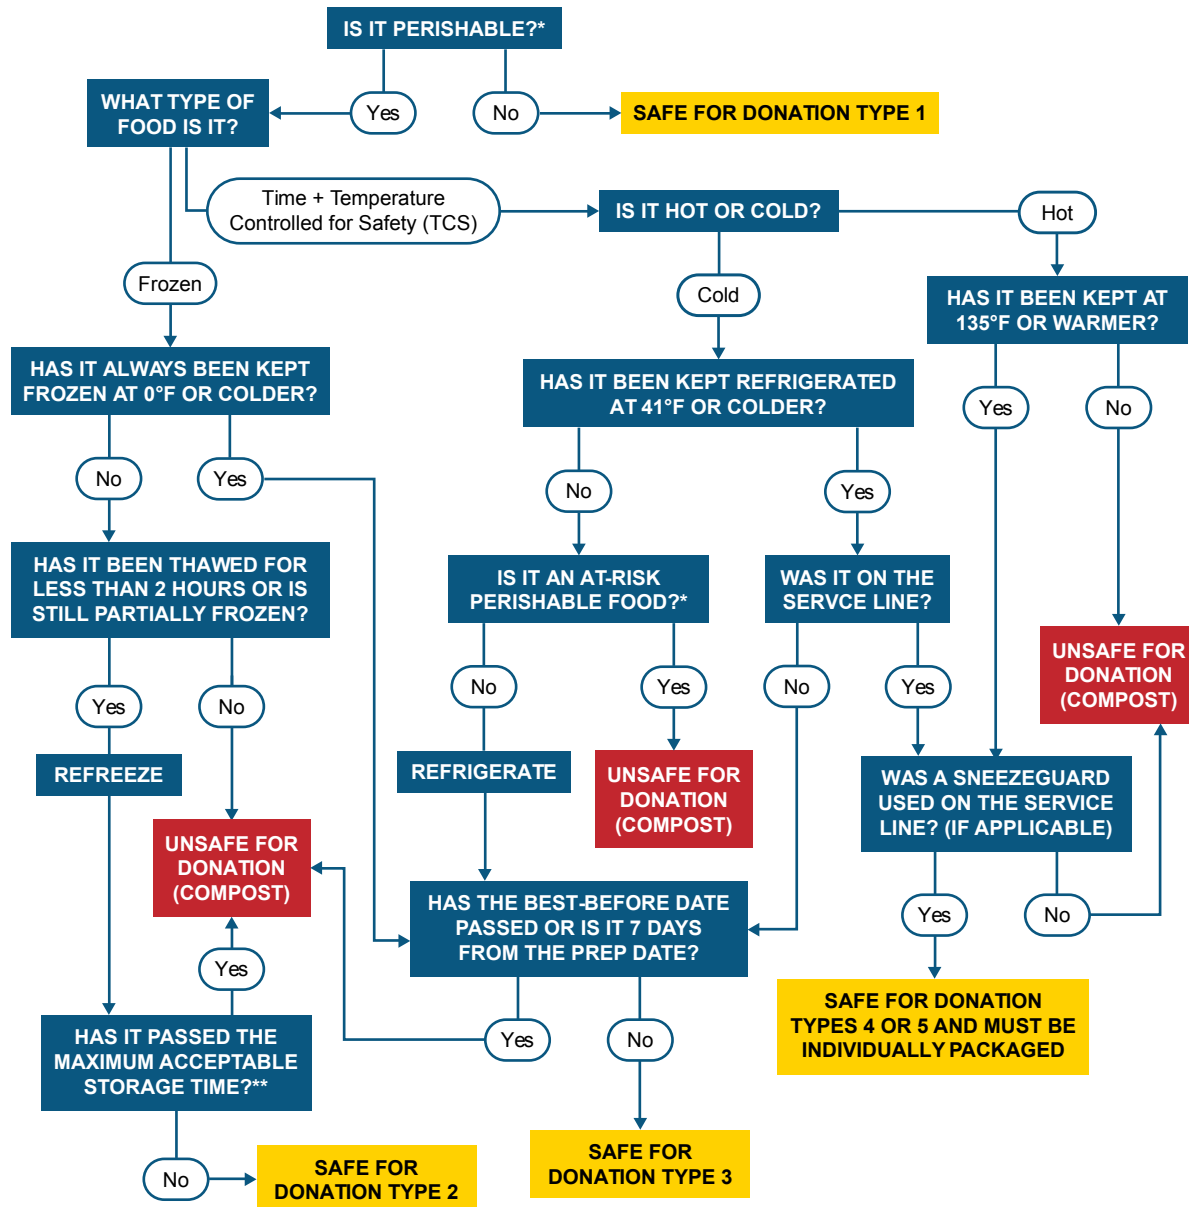 IS IT PERISHABLE?*
WHAT TYPE OF
FOOD IS IT?
Yes
No
SAFE FOR DONATION TYPE 1
Time + Temperature
Controlled for Safety (TCS)
IS IT HOT OR COLD?
Hot
Frozen
Cold
HAS IT BEEN KEPT AT
135°F OR WARMER?
HAS IT ALWAYS BEEN KEPT
FROZEN AT 0°F OR COLDER?
HAS IT BEEN KEPT REFRIGERATED
AT 41°F OR COLDER?
Yes
No
No
Yes
No
Yes
HAS IT BEEN THAWED FOR
LESS THAN 2 HOURS OR IS
STILL PARTIALLY FROZEN?
IS IT AN AT-RISK
PERISHABLE FOOD?*
WAS IT ON THE
SERVCE LINE?
UNSAFE FOR
DONATION
(COMPOST)
Yes
No
No
Yes
No
Yes
REFREEZE
REFRIGERATE
UNSAFE FOR
DONATION
(COMPOST)
WAS A SNEEZEGUARD
USED ON THE SERVICE
LINE? (IF APPLICABLE)
UNSAFE FOR
DONATION
(COMPOST)
HAS THE BEST-BEFORE DATE
PASSED OR IS IT 7 DAYS
FROM THE PREP DATE?
Yes
No
Yes
SAFE FOR DONATION
TYPES 4 OR 5 AND MUST BE
INDIVIDUALLY PACKAGED
HAS IT PASSED THE
MAXIMUM ACCEPTABLE
STORAGE TIME?**
Yes
No
No
SAFE FOR
DONATION TYPE 2
SAFE FOR
DONATION TYPE 3